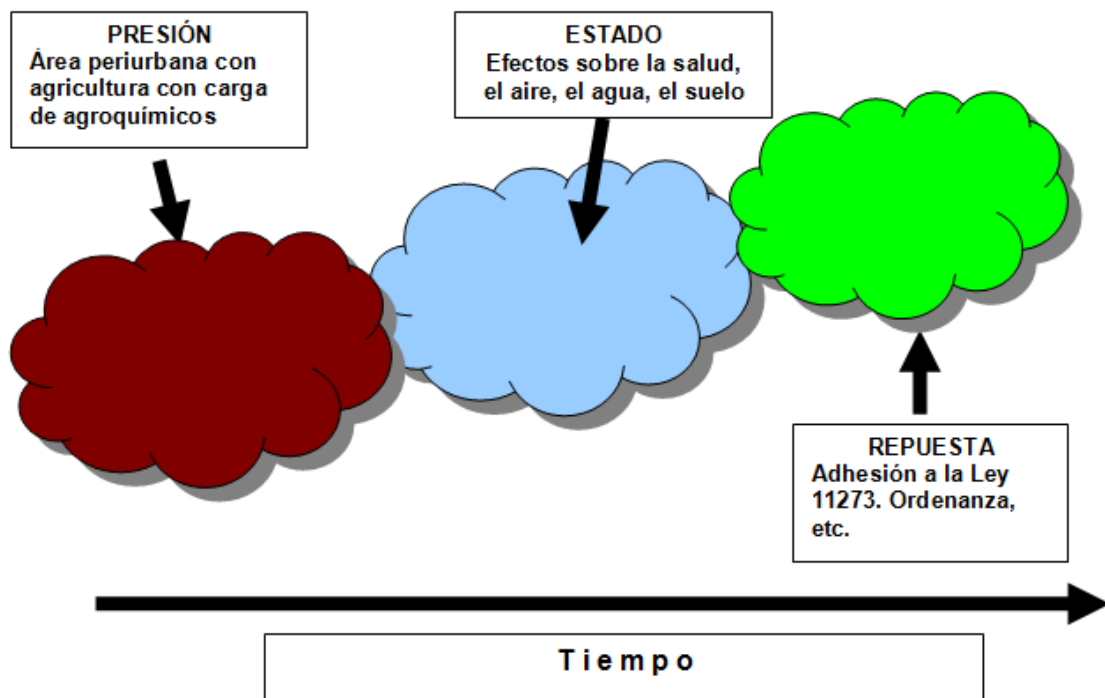 PRESIÓN
Área periurbana con
agricultura con carga
de agroquímicos
ESTADO
Efectos sobre la salud,
el aire, el agua, el suelo
REPUESTA
Adhesión a la Ley
11273. Ordenanza,
etc.
Tiempo